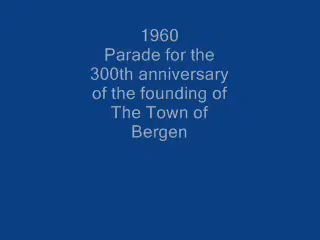 1960
Parade for the
300th anniversary
of the founding of
The Town of
Bergen